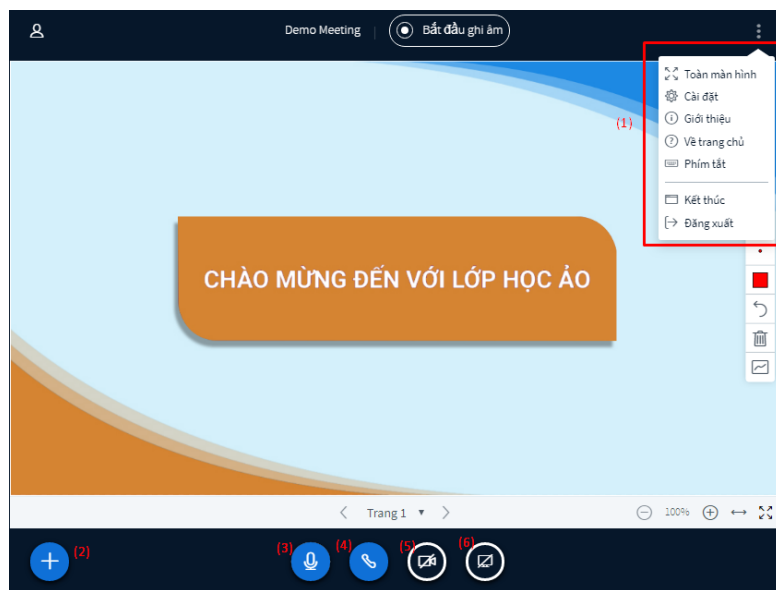 Demo Meeting
Bắt đầu ghi âm
Toàn màn hình
Cài đặt
(1)
Giới thiệu
Về trang chủ
Phím tắt
Kết thúc
Đăng xuất
CHÀO MỪNG ĐẾN VỚI LỚP HỌC ẢO
Trang 1
100%
(2)
(3)
(4)
(5)
(6)